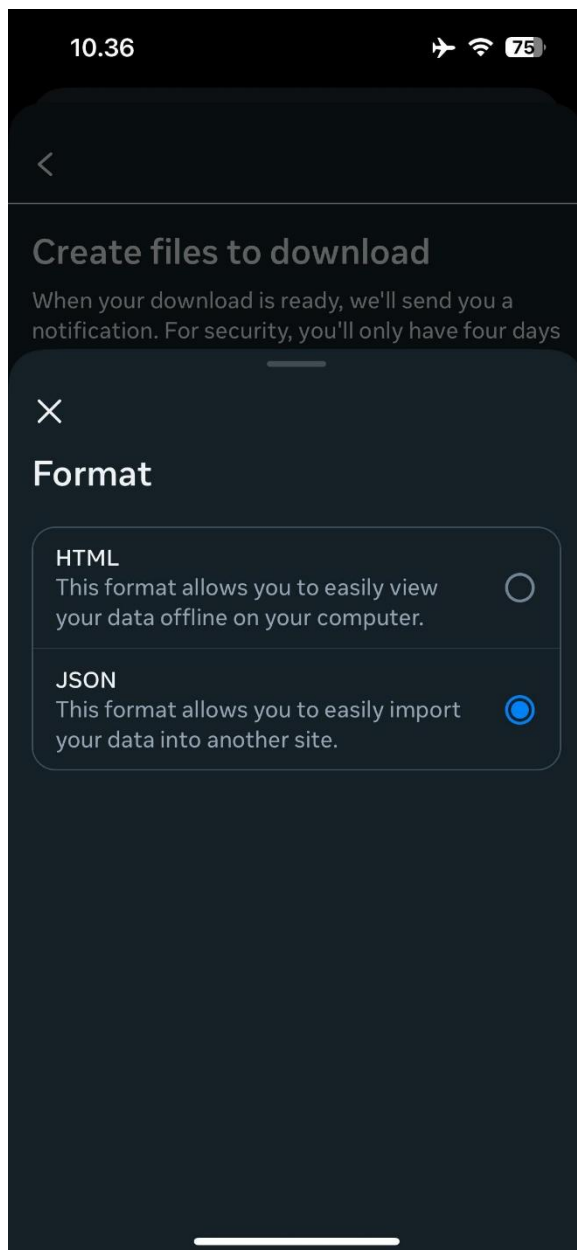 10.36
75
Create files to download
When your download is ready, we'll send you a
notification. For security, you'll only have four days
Format
HTML
This format allows you to easily view
your data offline on your computer.
JSON
This format allows you to easily import
your data into another site.